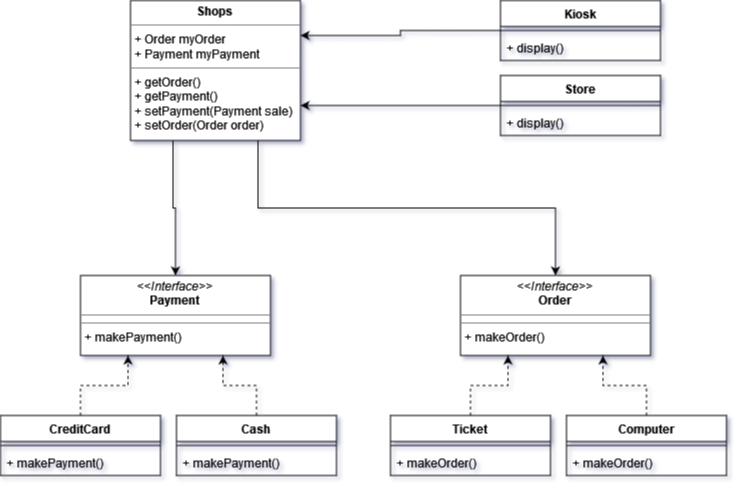 Shops
+ Order myOrder
+ Payment myPayment
+ getOrder()
+ getPayment()
+ setPayment(Payment sale)
+ setOrder(Order order)
Kiosk
+ display()
Store
+ display()
<<Interface>>
Payment
+ makePayment()
<<Interface>>
Order
+ makeOrder()
CreditCard
+ makePayment()
Cash
+ makePayment()
Ticket
+ makeOrder()
Computer
+ makeOrder()